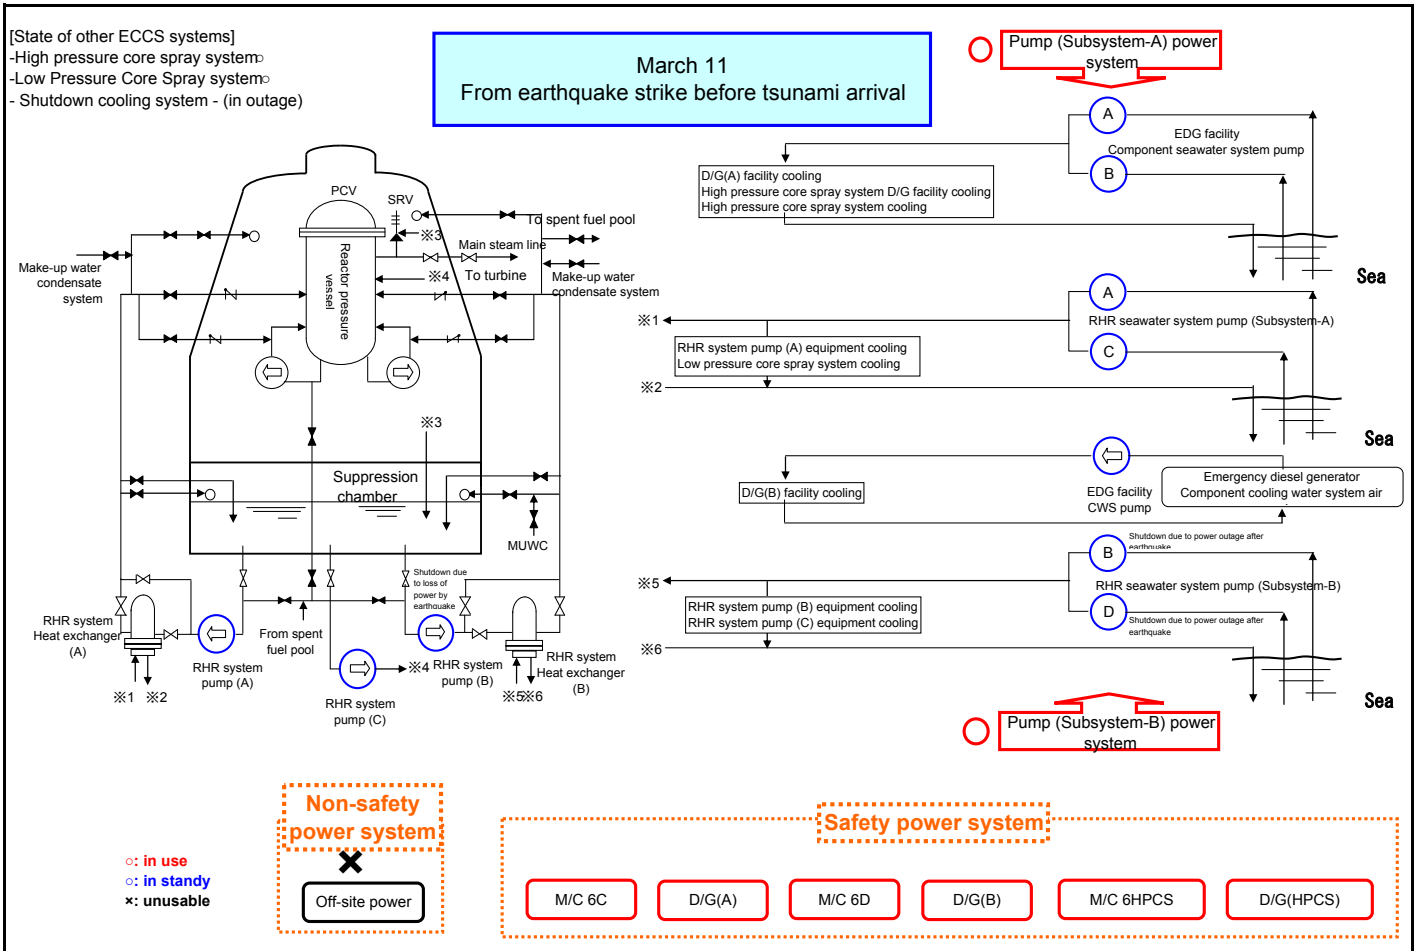 [State of other ECCS systems]
-High pressure core spray system○
-Low Pressure Core Spray system○
- Shutdown cooling system - (in outage)
March 11
From earthquake strike before tsunami arrival
Pump (Subsystem-A) power
system
A
EDG facility
Component seawater system pump
B
D/G(A) facility cooling
High pressure core spray system D/G facility cooling
High pressure core spray system cooling
Sea
PCV
SRV
To spent fuel pool
※3
Main steam line
Make-up water
condensate
system
Reactor pressure
vessel
※4
To turbine
Make-up water
condensate system
A
※1
RHR seawater system pump (Subsystem-A)
C
RHR system pump (A) equipment cooling
Low pressure core spray system cooling
※2
Sea
※3
Suppression
chamber
MUWC
EDG facility
CWS pump
Emergency diesel generator
Component cooling water system air
D/G(B) facility cooling
B
Shutdown due to power outage after
earthquake
※5
RHR seawater system pump (Subsystem-B)
D
Shutdown due to power outage after
earthquake
RHR system pump (B) equipment cooling
RHR system pump (C) equipment cooling
※6
Sea
Shutdown due
to loss of
power by
earthquake
RHR system
Heat exchanger
(A)
※1
※2
RHR system
pump (A)
From spent
fuel pool
※4
RHR system
pump (C)
RHR system
pump (B)
RHR system
Heat exchanger
(B)
※5※6
Pump (Subsystem-B) power
system
Non-safety
power system
×
Off-site power
Safety power system
M/C 6C
D/G(A)
M/C 6D
D/G(B)
M/C 6HPCS
D/G(HPCS)
○: in use
○: in standy
×: unusable